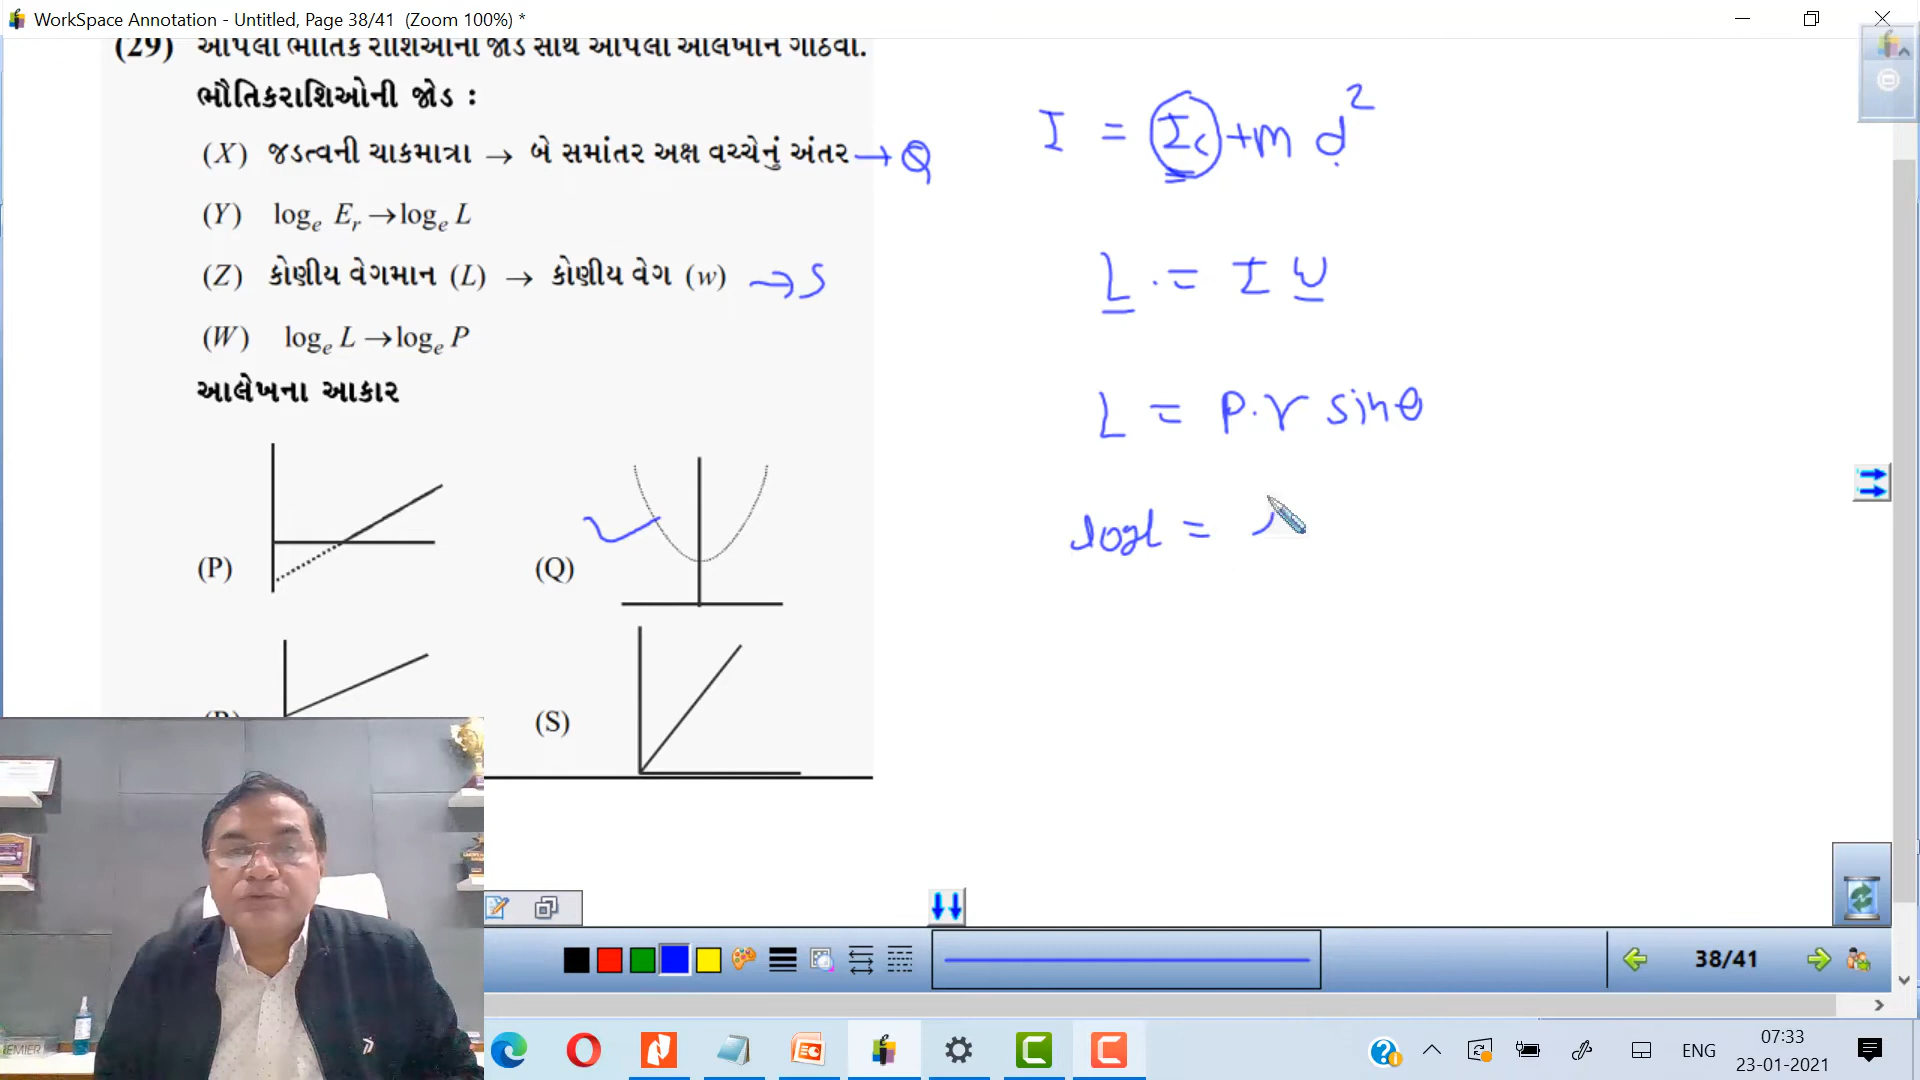 WorkSpace Annotation - Untitled, Page 38/41 (Zoom 100%) *
(29) આપેલી ભૌતિક રાશિઓની જોડ સાથે આપેલા આલેખોને ગોઠવો.
ભૌતિકરાશિઓની જોડ :
(X) જડત્વની ચાકમાત્રા → બે સમાંતર અક્ષ વચ્ચેનું અંતર → Q
(Y) logₑ Eᵣ → logₑ L
(Z) કોણીય વેગમાન (L) → કોણીય વેગ (w) → S
(W) logₑ L → logₑ P
આલેખના આકાર
(P)
(Q)
(S)
I = Ic + m d²
L = I ω
L = p.r sinθ
logL =
38/41
ENG
07:33
23-01-2021